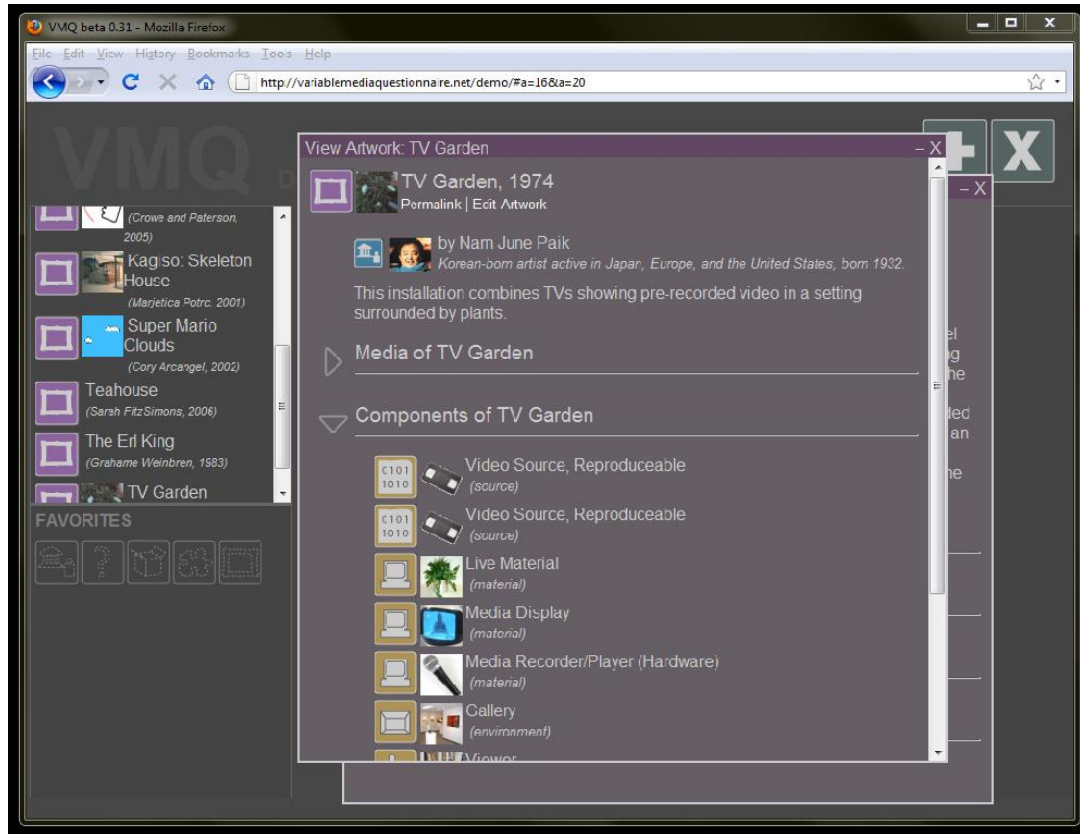 VMQ beta 0.31 - Mozilla Firefox
File Edit View History Bookmarks Tools Help
http://variablemediaquestionnaire.net/demo/#a=16&a=20
VMQ D
View Artwork: TV Garden – X
– X
X
TV Garden, 1974
Permalink | Edit Artwork
by Nam June Paik
Korean-born artist active in Japan, Europe, and the United States, born 1932.
This installation combines TVs showing pre-recorded video in a setting
surrounded by plants.
Media of TV Garden
Components of TV Garden
C101
1010
Video Source, Reproduceable
(source)
C101
1010
Video Source, Reproduceable
(source)
Live Material
(material)
Media Display
(material)
Media Recorder/Player (Hardware)
(material)
Gallery
(environment)
Viewer
(Crowe and Paterson,
2005)
Kagiso: Skeleton
House
(Marjetica Potrc, 2001)
Super Mario
Clouds
(Cory Arcangel, 2002)
Teahouse
(Sarah FitzSimons, 2006)
The Erl King
(Grahame Weinbren, 1983)
TV Garden
FAVORITES
?